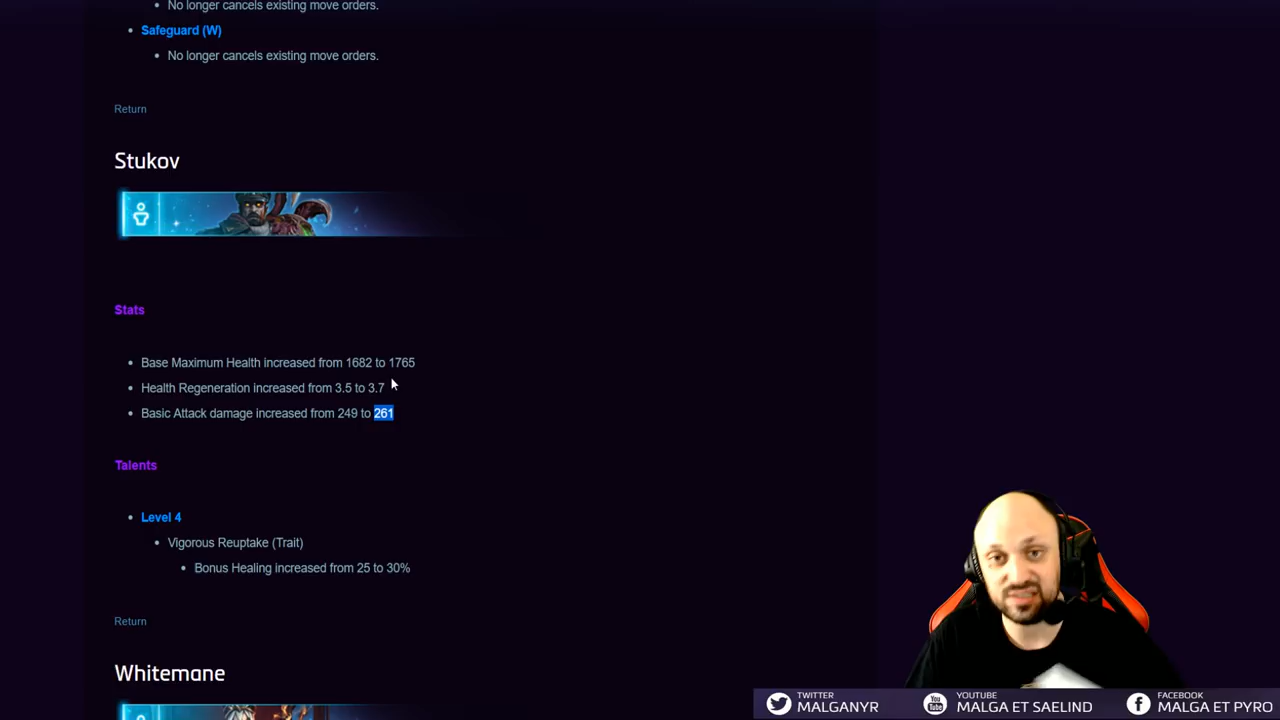 No longer cancels existing move orders.
Safeguard (W)
No longer cancels existing move orders.
Return
Stukov
Stats
Base Maximum Health increased from 1682 to 1765
Health Regeneration increased from 3.5 to 3.7
Basic Attack damage increased from 249 to 261
Talents
Level 4
Vigorous Reuptake (Trait)
Bonus Healing increased from 25 to 30%
Return
Whitemane
TWITTER
MALGANYR
You
Tube
YOUTUBE
MALGA ET SAELIND
FACEBOOK
MALGA ET PYRO